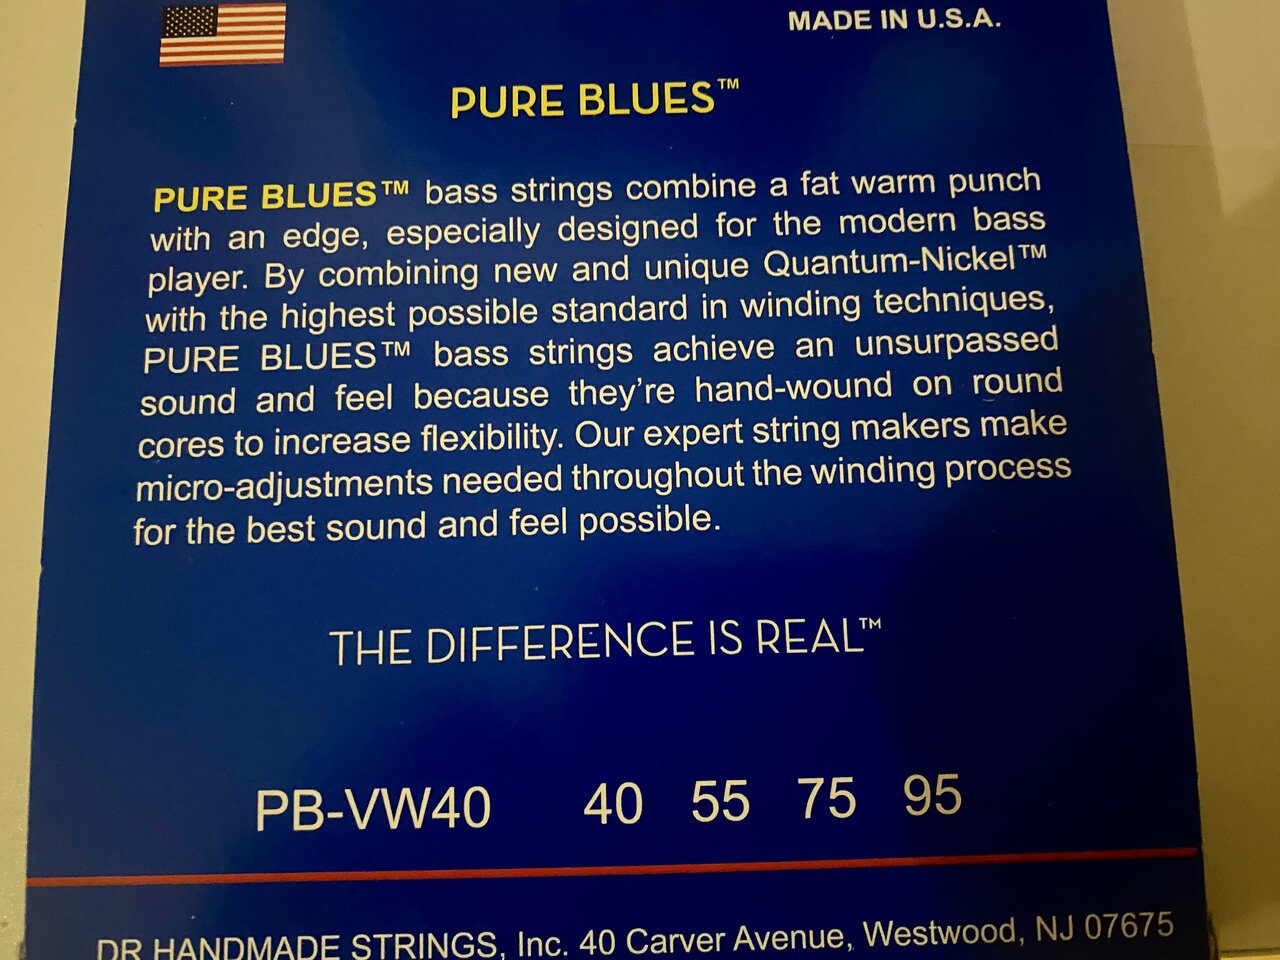 MADE IN U.S.A.
PURE BLUES™
PURE BLUES™ bass strings combine a fat warm punch
with an edge, especially designed for the modern bass
player. By combining new and unique Quantum-Nickel™
with the highest possible standard in winding techniques,
PURE BLUES™ bass strings achieve an unsurpassed
sound and feel because they're hand-wound on round
cores to increase flexibility. Our expert string makers make
micro-adjustments needed throughout the winding process
for the best sound and feel possible.
THE DIFFERENCE IS REAL™
PB-VW40 40 55 75 95
DR HANDMADE STRINGS, Inc. 40 Carver Avenue, Westwood, NJ 07675